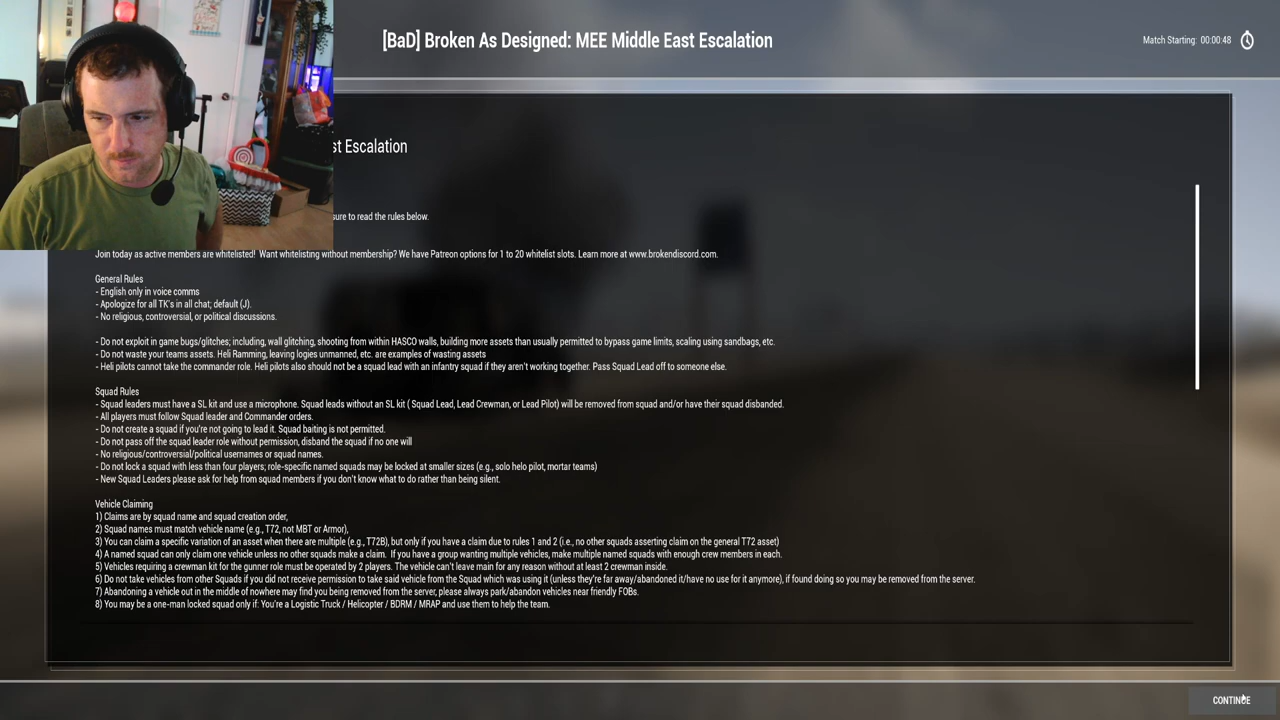 [BaD] Broken As Designed: MEE Middle East Escalation
Match Starting: 00:00:48
st Escalation
sure to read the rules below.
Join today as active members are whitelisted! Want whitelisting without membership? We have Patreon options for 1 to 20 whitelist slots. Learn more at www.brokendiscord.com.
General Rules
- English only in voice comms
- Apologize for all TK's in all chat; default (J).
- No religious, controversial, or political discussions.
- Do not exploit in game bugs/glitches; including, wall glitching, shooting from within HASCO walls, building more assets than usually permitted to bypass game limits, scaling using sandbags, etc.
- Do not waste your teams assets. Heli Ramming, leaving logies unmanned, etc. are examples of wasting assets
- Heli pilots cannot take the commander role. Heli pilots also should not be a squad lead with an infantry squad if they aren't working together. Pass Squad Lead off to someone else.
Squad Rules
- Squad leaders must have a SL kit and use a microphone. Squad leads without an SL kit ( Squad Lead, Lead Crewman, or Lead Pilot) will be removed from squad and/or have their squad disbanded.
- All players must follow Squad leader and Commander orders.
- Do not create a squad if you're not going to lead it. Squad baiting is not permitted.
- Do not pass off the squad leader role without permission, disband the squad if no one will
- No religious/controversial/political usernames or squad names.
- Do not lock a squad with less than four players; role-specific named squads may be locked at smaller sizes (e.g., solo helo pilot, mortar teams)
- New Squad Leaders please ask for help from squad members if you don't know what to do rather than being silent.
Vehicle Claiming
1) Claims are by squad name and squad creation order,
2) Squad names must match vehicle name (e.g., T72, not MBT or Armor),
3) You can claim a specific variation of an asset when there are multiple (e.g., T72B), but only if you have a claim due to rules 1 and 2 (i.e., no other squads asserting claim on the general T72 asset)
4) A named squad can only claim one vehicle unless no other squads make a claim. If you have a group wanting multiple vehicles, make multiple named squads with enough crew members in each.
5) Vehicles requiring a crewman kit for the gunner role must be operated by 2 players. The vehicle can't leave main for any reason without at least 2 crewman inside.
6) Do not take vehicles from other Squads if you did not receive permission to take said vehicle from the Squad which was using it (unless they're far away/abandoned it/have no use for it anymore), if found doing so you may be removed from the server.
7) Abandoning a vehicle out in the middle of nowhere may find you being removed from the server, please always park/abandon vehicles near friendly FOBs.
8) You may be a one-man locked squad only if: You're a Logistic Truck / Helicopter / BDRM / MRAP and use them to help the team.
CONTINUE